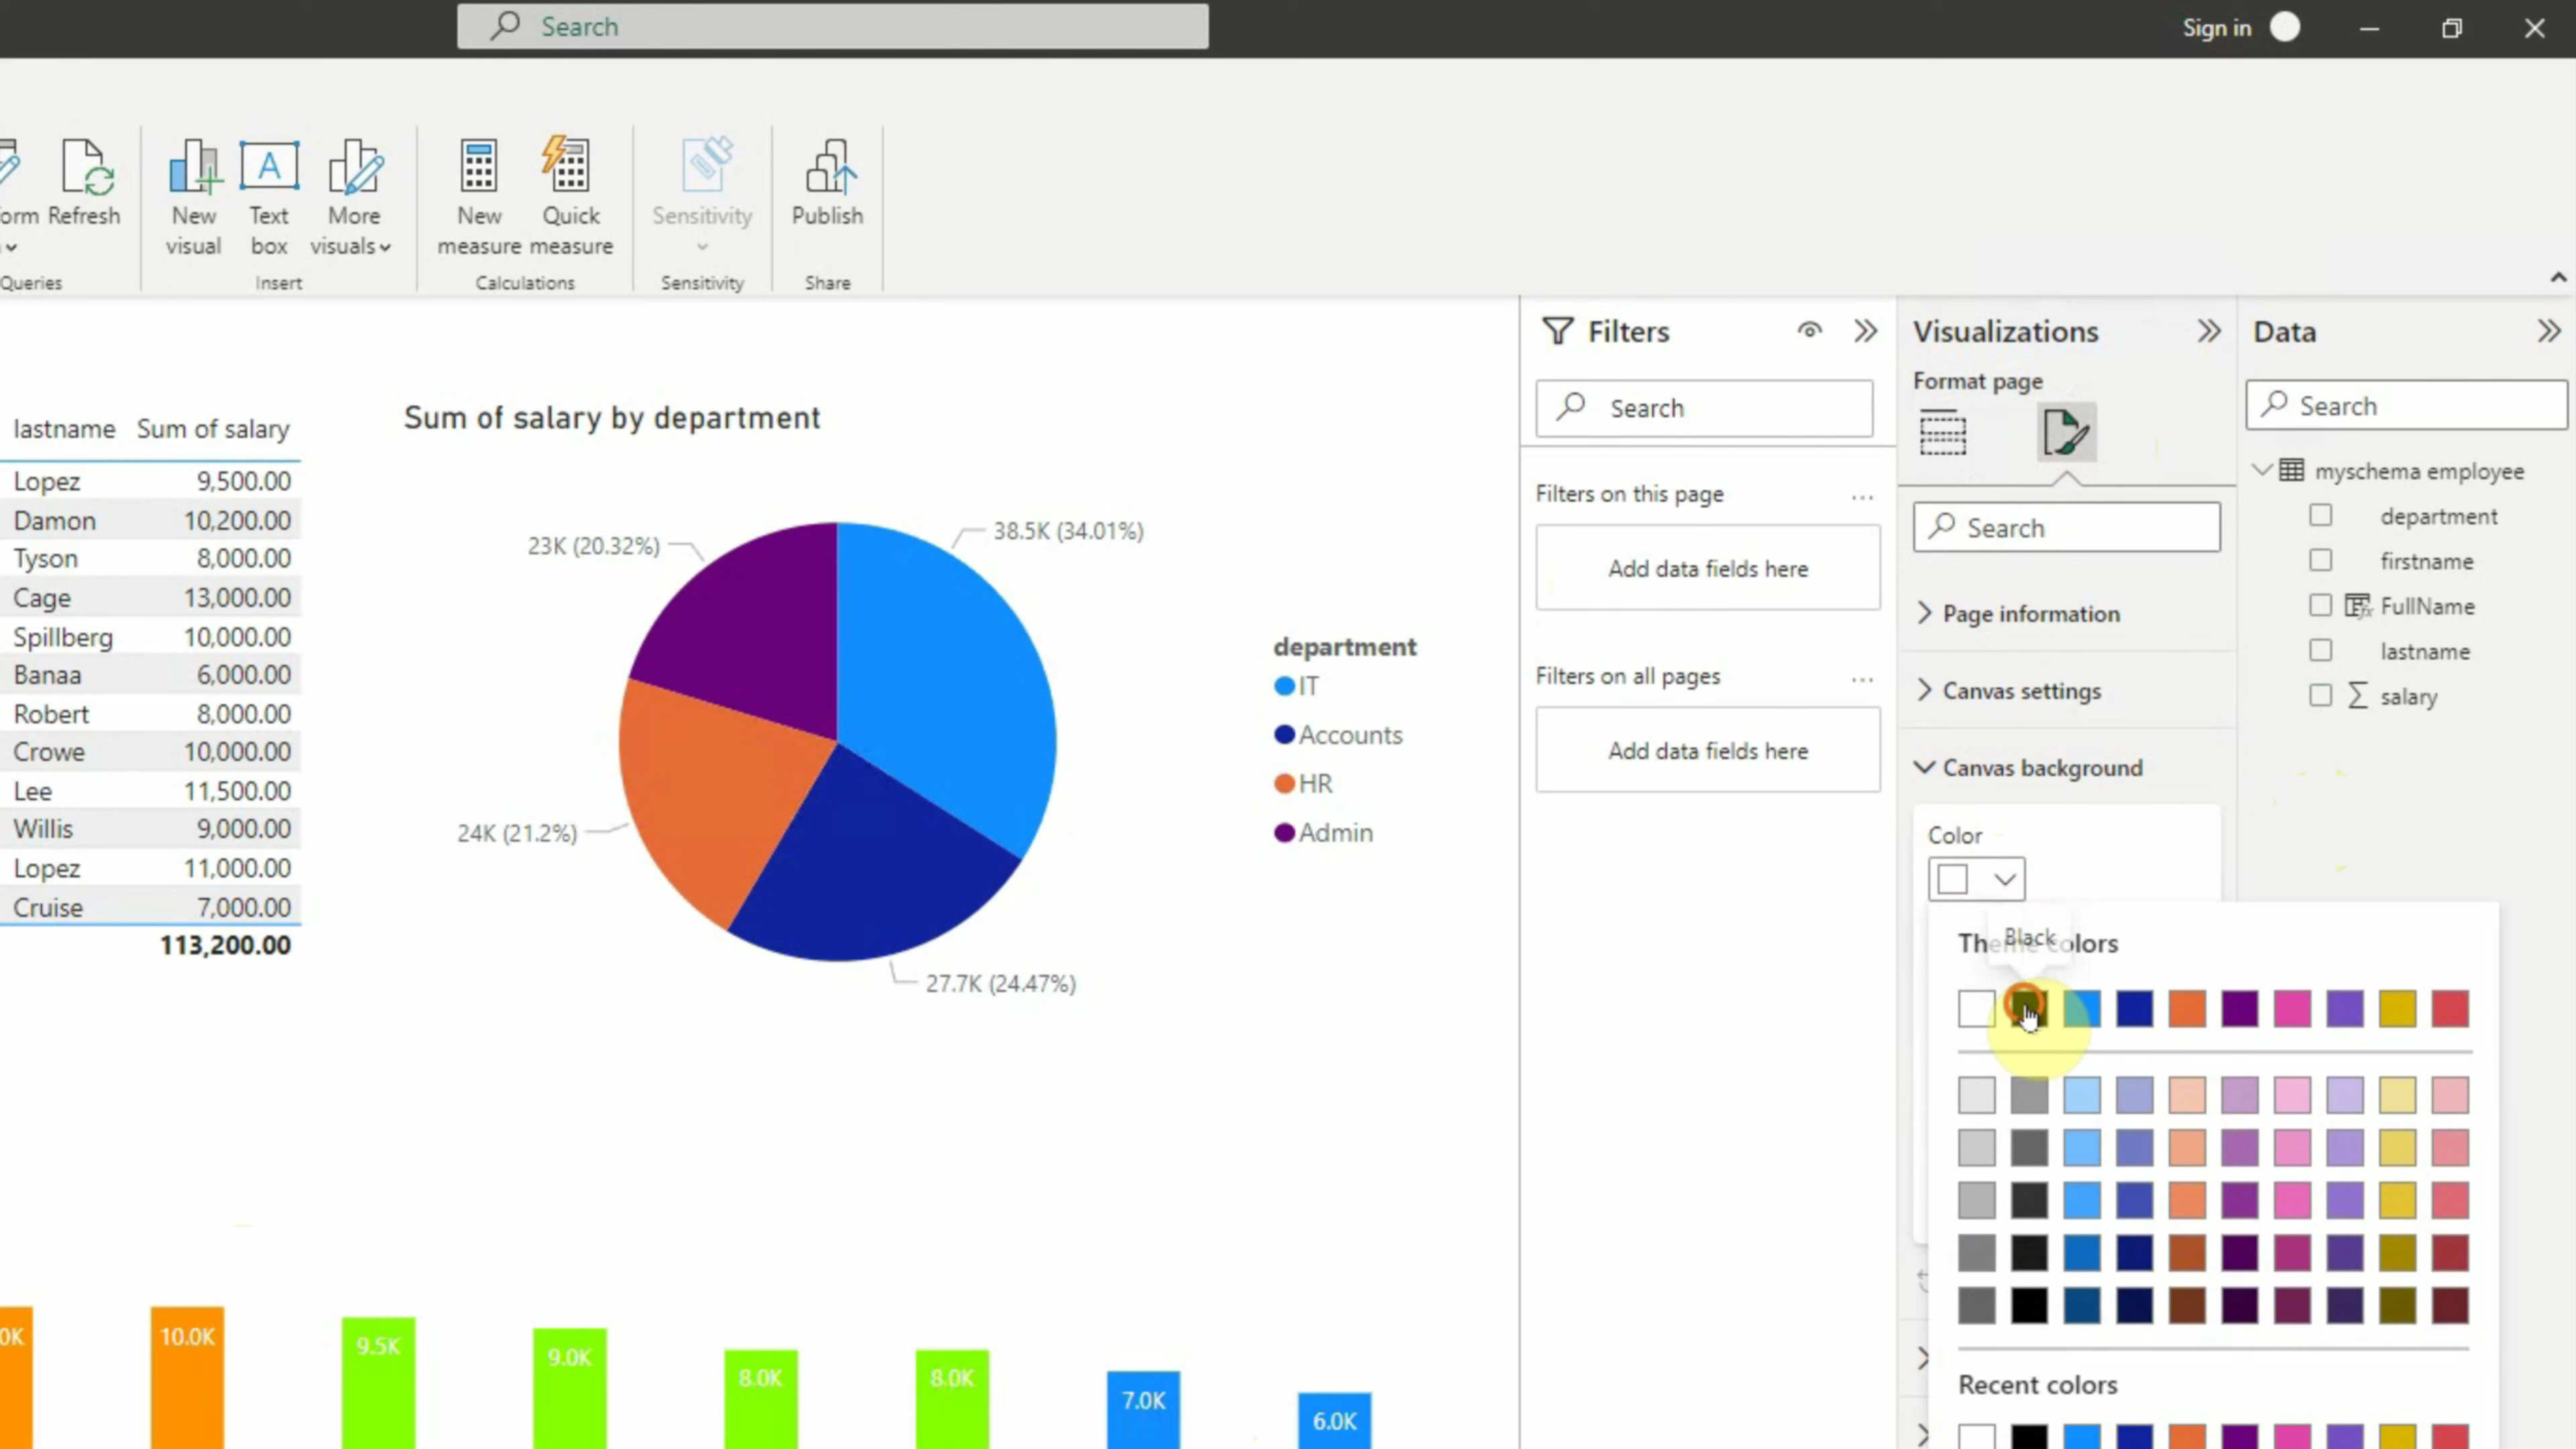 Search
Sign in
orm
Refresh
New visual
Text box
More visuals
New measure
Quick measure
Sensitivity
Publish
Queries
Insert
Calculations
Sensitivity
Share
lastname Sum of salary
Lopez 9,500.00
Damon 10,200.00
Tyson 8,000.00
Cage 13,000.00
Spillberg 10,000.00
Banaa 6,000.00
Robert 8,000.00
Crowe 10,000.00
Lee 11,500.00
Willis 9,000.00
Lopez 11,000.00
Cruise 7,000.00
113,200.00
Sum of salary by department
38.5K (34.01%)
23K (20.32%)
24K (21.2%)
27.7K (24.47%)
department
IT
Accounts
HR
Admin
0K
10.0K
9.5K
9.0K
8.0K
8.0K
7.0K
6.0K
Filters
Search
Filters on this page
...
Add data fields here
Filters on all pages
...
Add data fields here
Visualizations
Format page
Search
Page information
Canvas settings
Canvas background
Color
Black
Theme colors
Recent colors
Data
Search
myschema employee
department
firstname
FullName
lastname
Σ salary